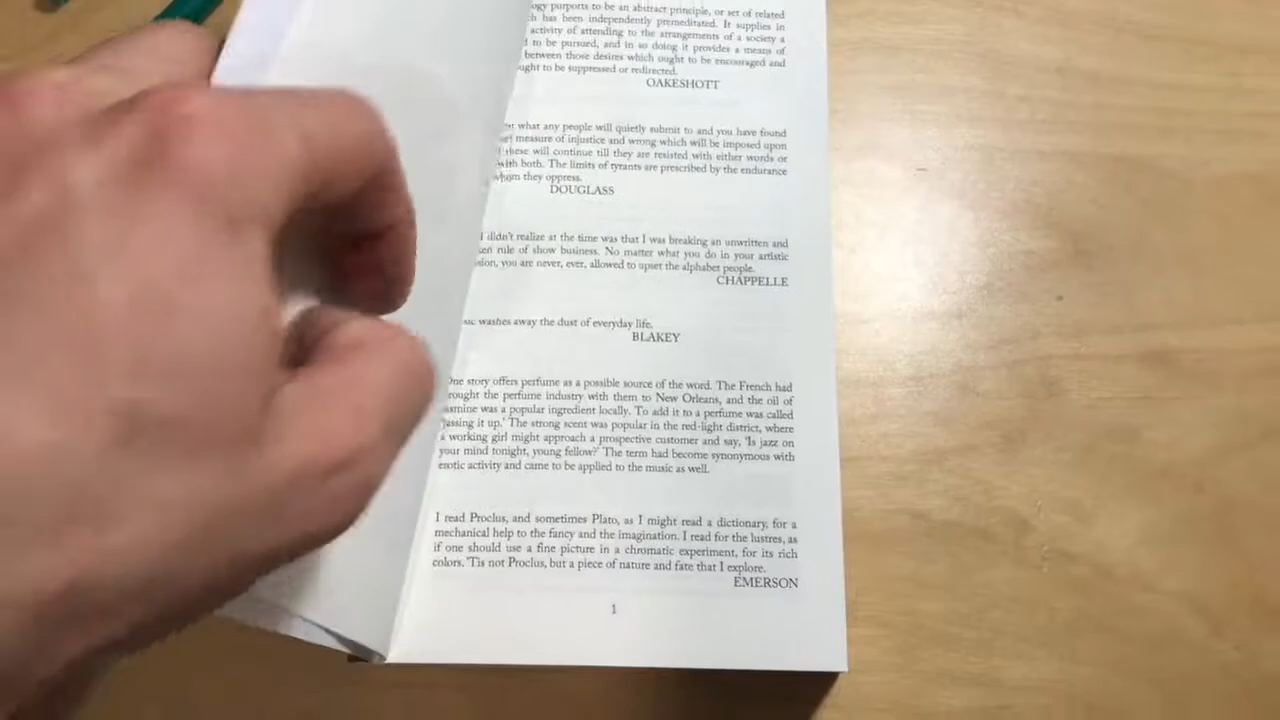 ogy purports to be an abstract principle, or set of related
h has been independently premeditated. It supplies in
activity of attending to the arrangements of a society a
to be pursued, and in so doing it provides a means of
between those desires which ought to be encouraged and
ught to be suppressed or redirected.
OAKESHOTT
what any people will quietly submit to and you have found
measure of injustice and wrong which will be imposed upon
these will continue till they are resisted with either words or
with both. The limits of tyrants are prescribed by the endurance
whom they oppress.
DOUGLASS
I didn't realize at the time was that I was breaking an unwritten and
ken rule of show business. No matter what you do in your artistic
sion, you are never, ever, allowed to upset the alphabet people.
CHAPPELLE
sic washes away the dust of everyday life.
BLAKEY
One story offers perfume as a possible source of the word. The French had
rought the perfume industry with them to New Orleans, and the oil of
asmine was a popular ingredient locally. To add it to a perfume was called
'jassing it up.' The strong scent was popular in the red-light district, where
a working girl might approach a prospective customer and say, 'Is jazz on
your mind tonight, young fellow?' The term had become synonymous with
erotic activity and came to be applied to the music as well.
I read Proclus, and sometimes Plato, as I might read a dictionary, for a
mechanical help to the fancy and the imagination. I read for the lustres, as
if one should use a fine picture in a chromatic experiment, for its rich
colors. 'Tis not Proclus, but a piece of nature and fate that I explore.
EMERSON
1